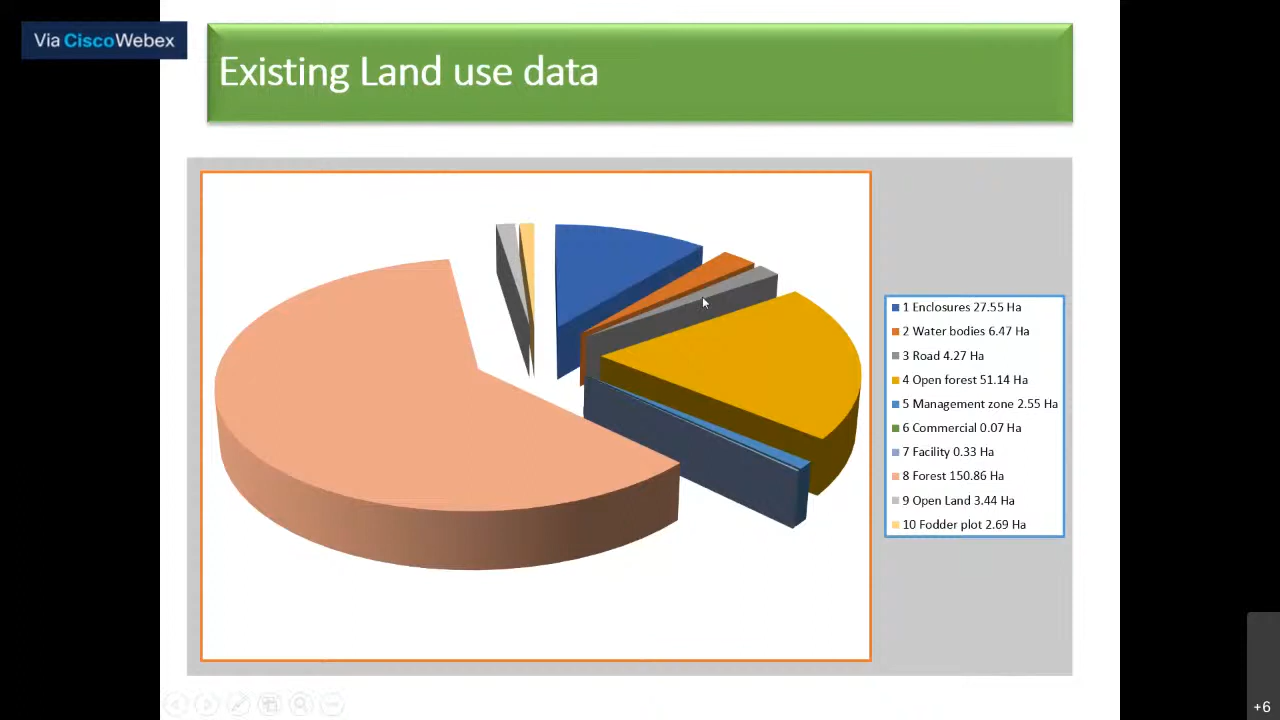 Via CiscoWebex
Existing Land use data
1 Enclosures 27.55 Ha
2 Water bodies 6.47 Ha
3 Road 4.27 Ha
4 Open forest 51.14 Ha
5 Management zone 2.55 Ha
6 Commercial 0.07 Ha
7 Facility 0.33 Ha
8 Forest 150.86 Ha
9 Open Land 3.44 Ha
10 Fodder plot 2.69 Ha
+6